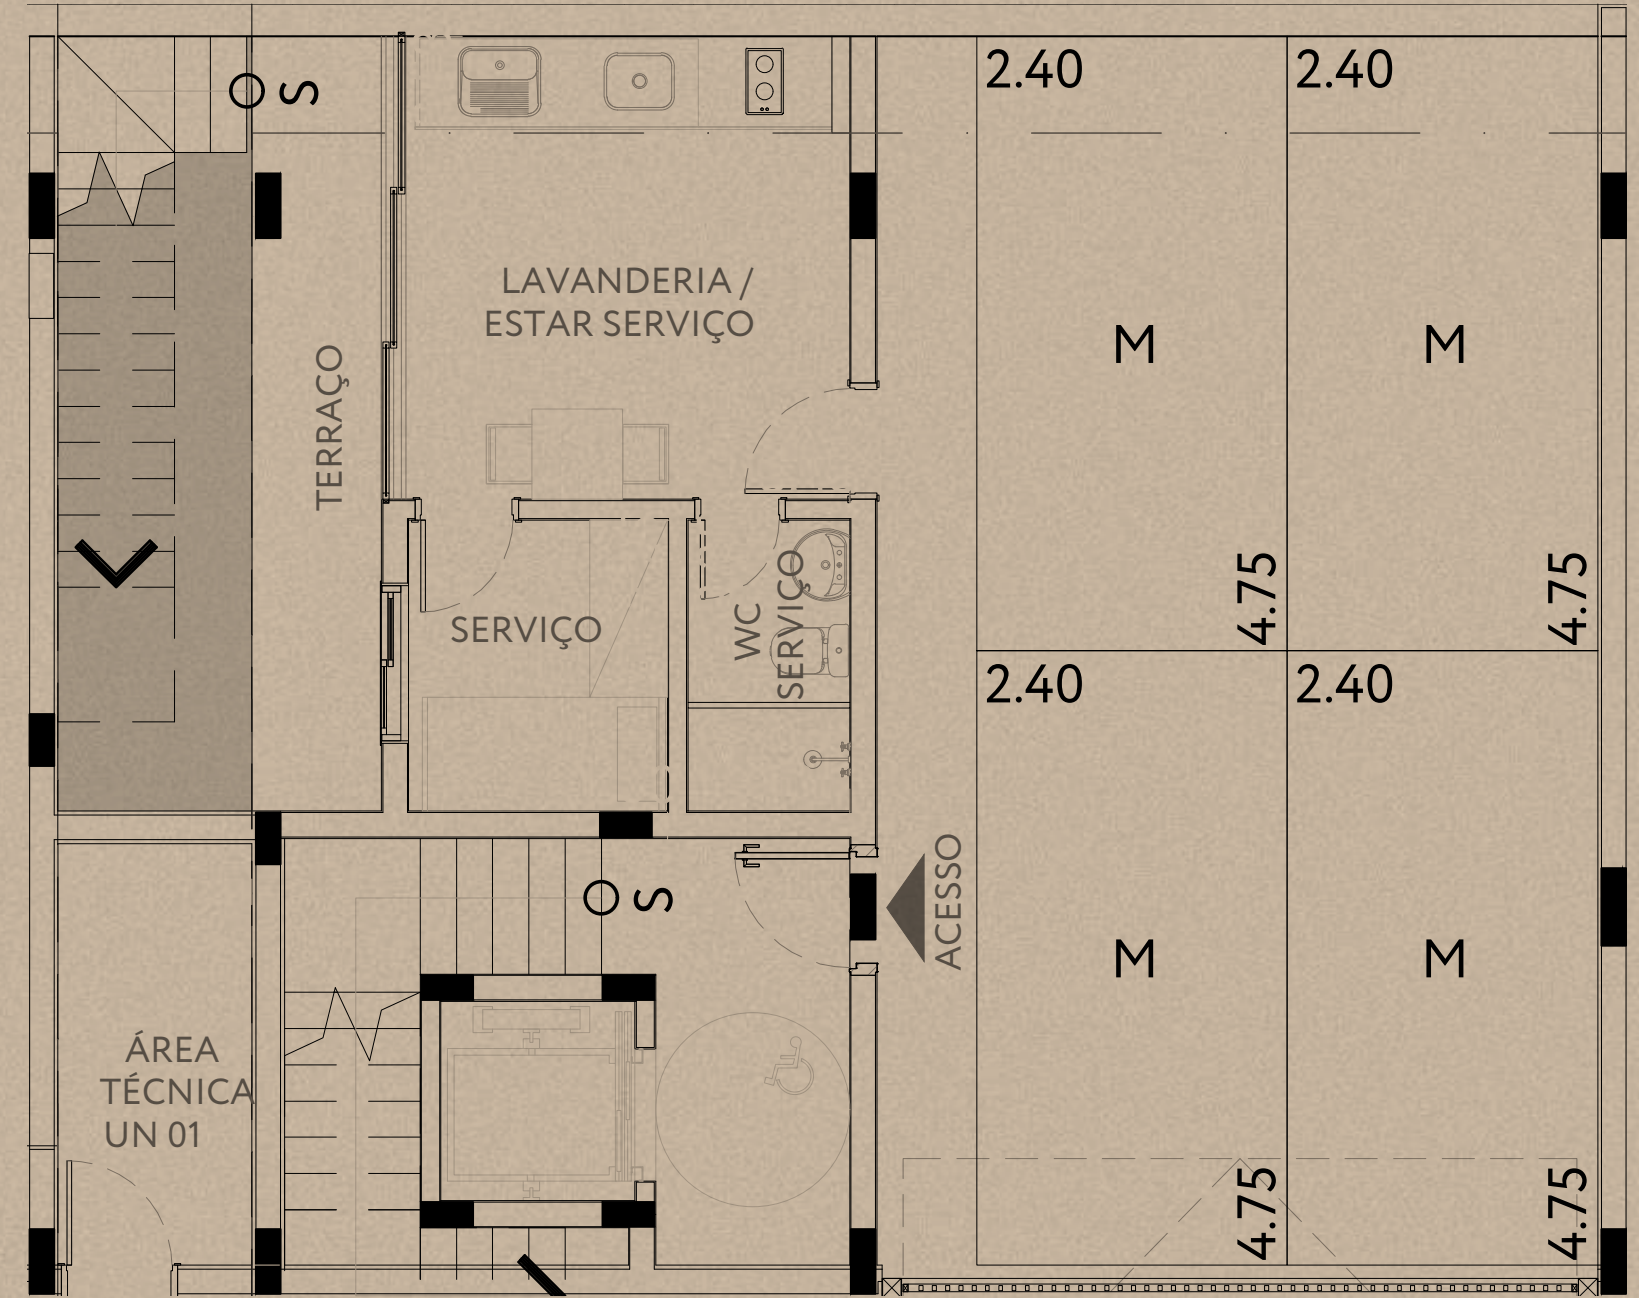 S
2.40
2.40
LAVANDERIA /
ESTAR SERVIÇO
TERRAÇO
M
M
4.75
4.75
SERVIÇO
WC
SERVIÇO
2.40
2.40
S
ACESSO
M
M
ÁREA
TÉCNICA
UN 01
4.75
4.75